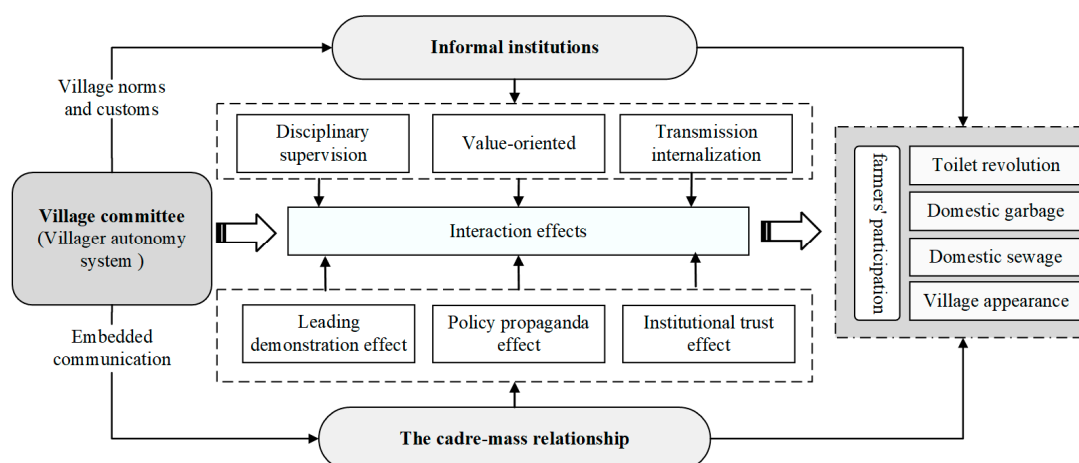 Informal institutions
Village norms
and customs
Disciplinary
supervision
Value-oriented
Transmission
internalization
Village committee
(Villager autonomy
system )
Interaction effects
farmers' participation
Toilet revolution
Domestic garbage
Domestic sewage
Village appearance
Embedded
communication
Leading
demonstration effect
Policy propaganda
effect
Institutional trust
effect
The cadre-mass relationship